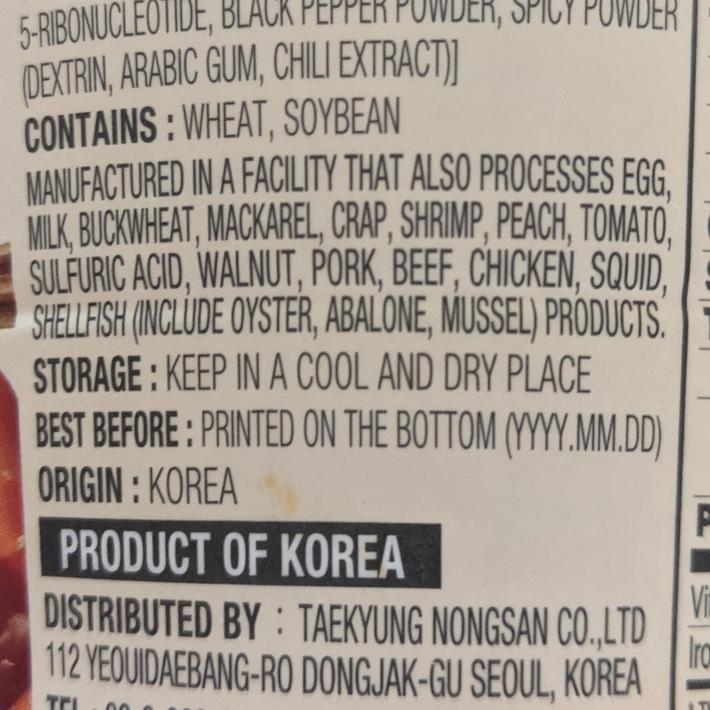 5-RIBONUCLEOTIDE, BLACK PEPPER POWDER, SPICY POWDER
(DEXTRIN, ARABIC GUM, CHILI EXTRACT)]
CONTAINS : WHEAT, SOYBEAN
MANUFACTURED IN A FACILITY THAT ALSO PROCESSES EGG,
MILK, BUCKWHEAT, MACKAREL, CRAP, SHRIMP, PEACH, TOMATO,
SULFURIC ACID, WALNUT, PORK, BEEF, CHICKEN, SQUID,
SHELLFISH (INCLUDE OYSTER, ABALONE, MUSSEL) PRODUCTS.
STORAGE : KEEP IN A COOL AND DRY PLACE
BEST BEFORE : PRINTED ON THE BOTTOM (YYYY.MM.DD)
ORIGIN : KOREA
PRODUCT OF KOREA
DISTRIBUTED BY : TAEKYUNG NONGSAN CO.,LTD
112 YEOUIDAEBANG-RO DONGJAK-GU SEOUL, KOREA